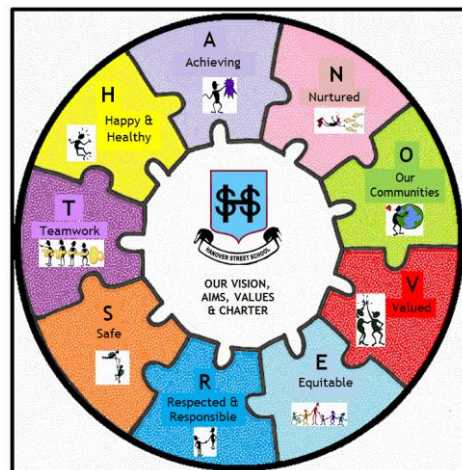 H
Happy &
Healthy
A
Achieving
N
Nurtured
O
Our
Communities
V
Valued
E
Equitable
R
Respected &
Responsible
S
Safe
T
Teamwork
HANOVER STREET SCHOOL
OUR VISION,
AIMS, VALUES
& CHARTER